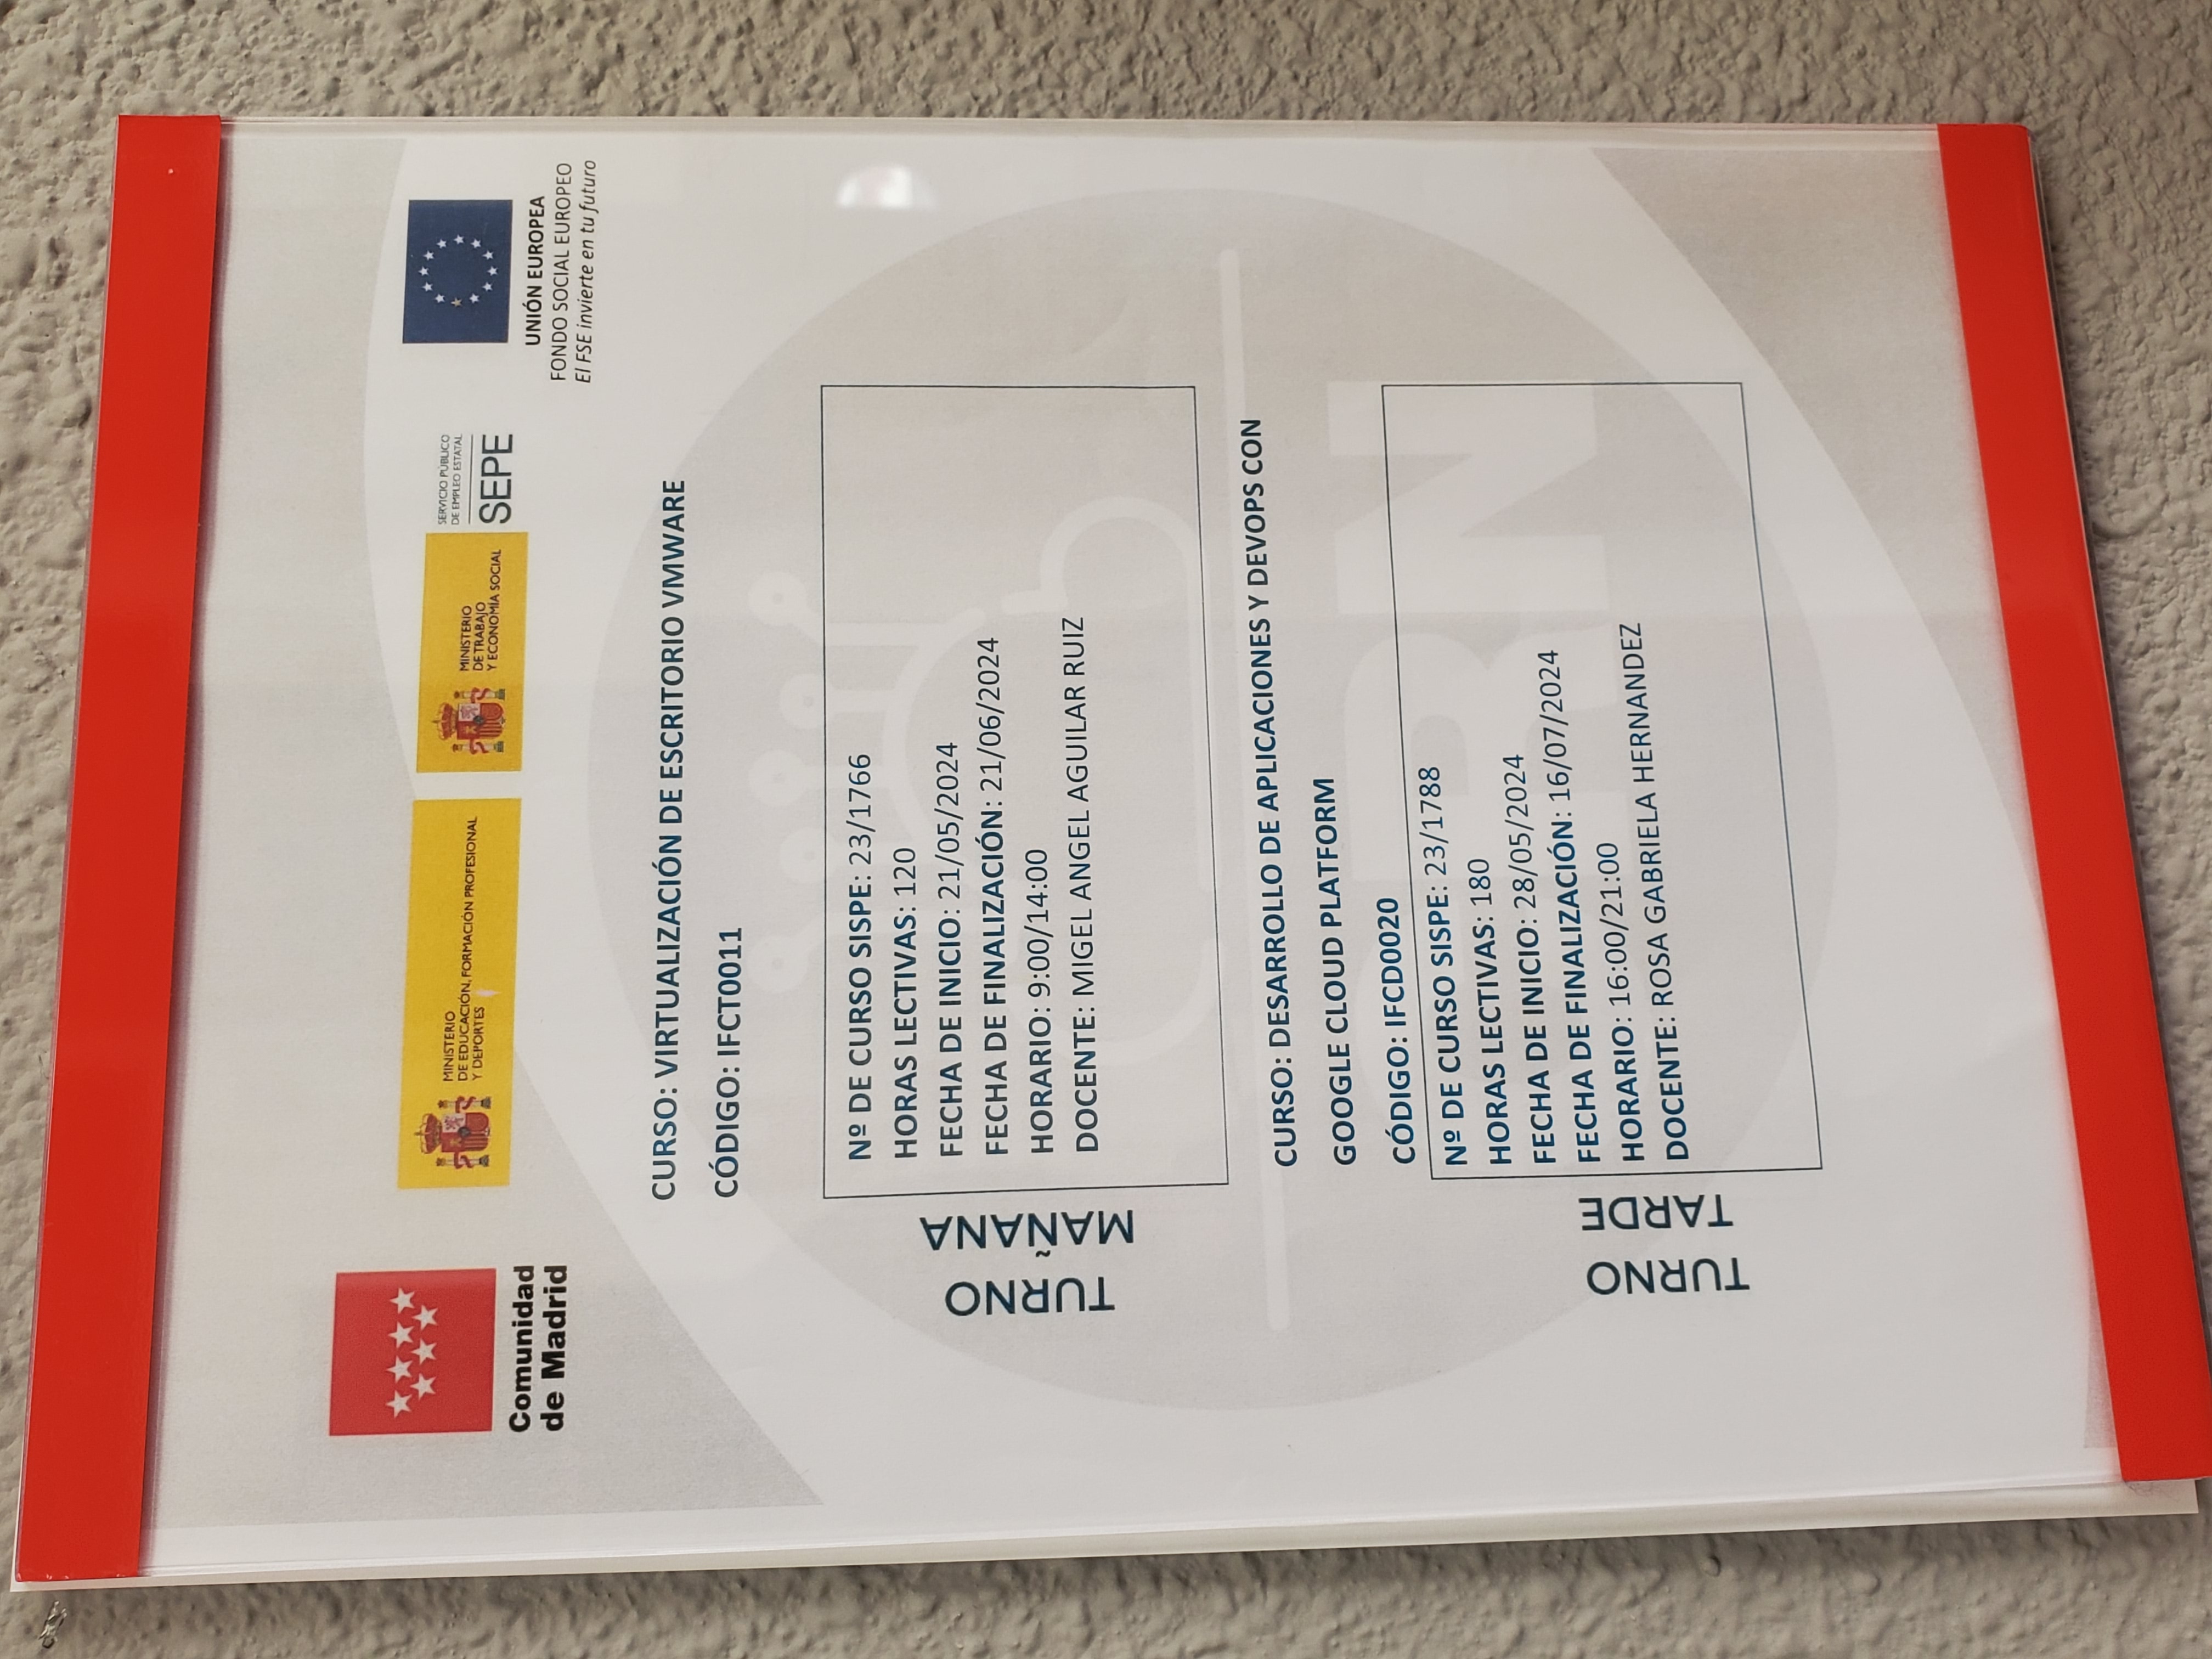 Comunidad
de Madrid
MINISTERIO
DE EDUCACIÓN, FORMACIÓN PROFESIONAL
Y DEPORTES
MINISTERIO
DE TRABAJO
Y ECONOMÍA SOCIAL
SERVICIO PÚBLICO
DE EMPLEO ESTATAL
SEPE
UNIÓN EUROPEA
FONDO SOCIAL EUROPEO
El FSE invierte en tu futuro
CURSO: VIRTUALIZACIÓN DE ESCRITORIO VMWARE
CÓDIGO: IFCT0011
TURNO
MAÑANA
Nº DE CURSO SISPE: 23/1766
HORAS LECTIVAS: 120
FECHA DE INICIO: 21/05/2024
FECHA DE FINALIZACIÓN: 21/06/2024
HORARIO: 9:00/14:00
DOCENTE: MIGEL ANGEL AGUILAR RUIZ
CURSO: DESARROLLO DE APLICACIONES Y DEVOPS CON
GOOGLE CLOUD PLATFORM
CÓDIGO: IFCD0020
TURNO
TARDE
Nº DE CURSO SISPE: 23/1788
HORAS LECTIVAS: 180
FECHA DE INICIO: 28/05/2024
FECHA DE FINALIZACIÓN: 16/07/2024
HORARIO: 16:00/21:00
DOCENTE: ROSA GABRIELA HERNANDEZ